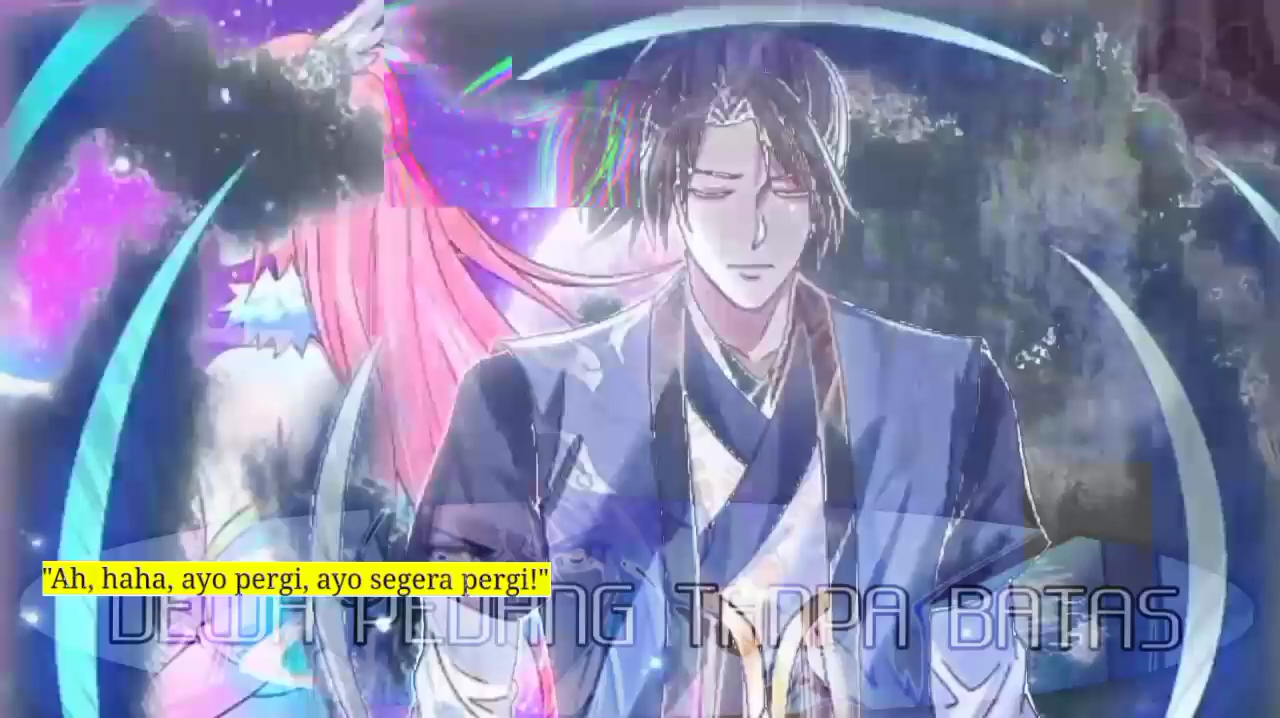 "Ah, haha, ayo pergi, ayo segera pergi!"
DEWA PEDANG TANPA BATAS